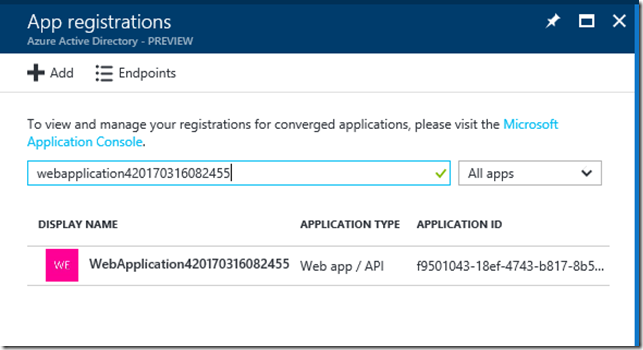 App registrations
Azure Active Directory - PREVIEW
Add Endpoints
To view and manage your registrations for converged applications, please visit the Microsoft
Application Console.
webapplication420170316082455 All apps
DISPLAY NAME APPLICATION TYPE APPLICATION ID
WE WebApplication420170316082455 Web app / API f9501043-18ef-4743-b817-8b5...